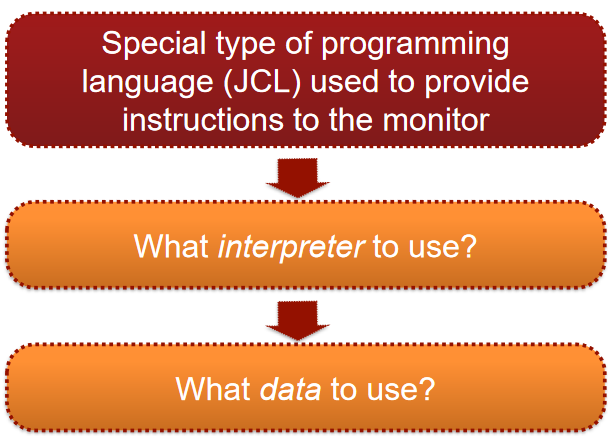 Special type of programming
language (JCL) used to provide
instructions to the monitor
What interpreter to use?
What data to use?